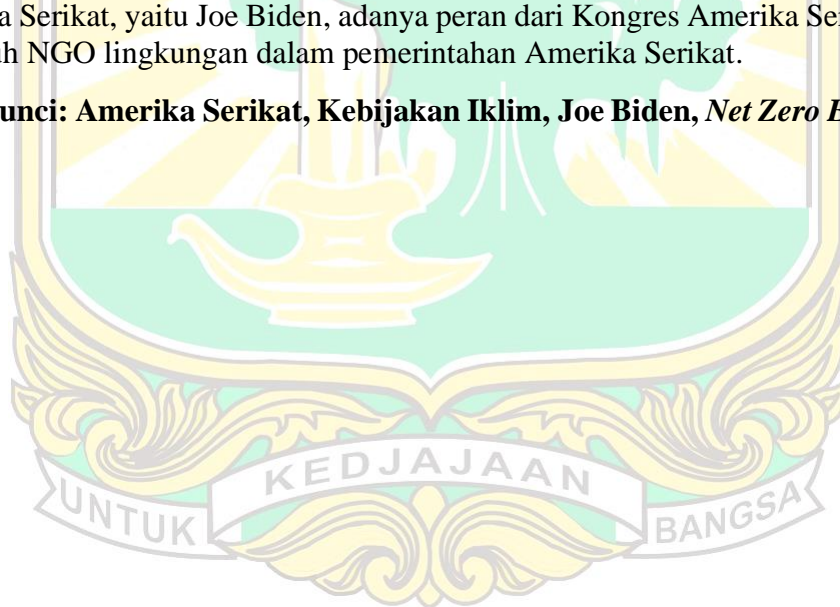 a Serikat, yaitu Joe Biden, adanya peran dari Kongres Amerika Se
h NGO lingkungan dalam pemerintahan Amerika Serikat.
unci: Amerika Serikat, Kebijakan Iklim, Joe Biden, Net Zero E
UNTUK KEDJAJAAN BANGSA